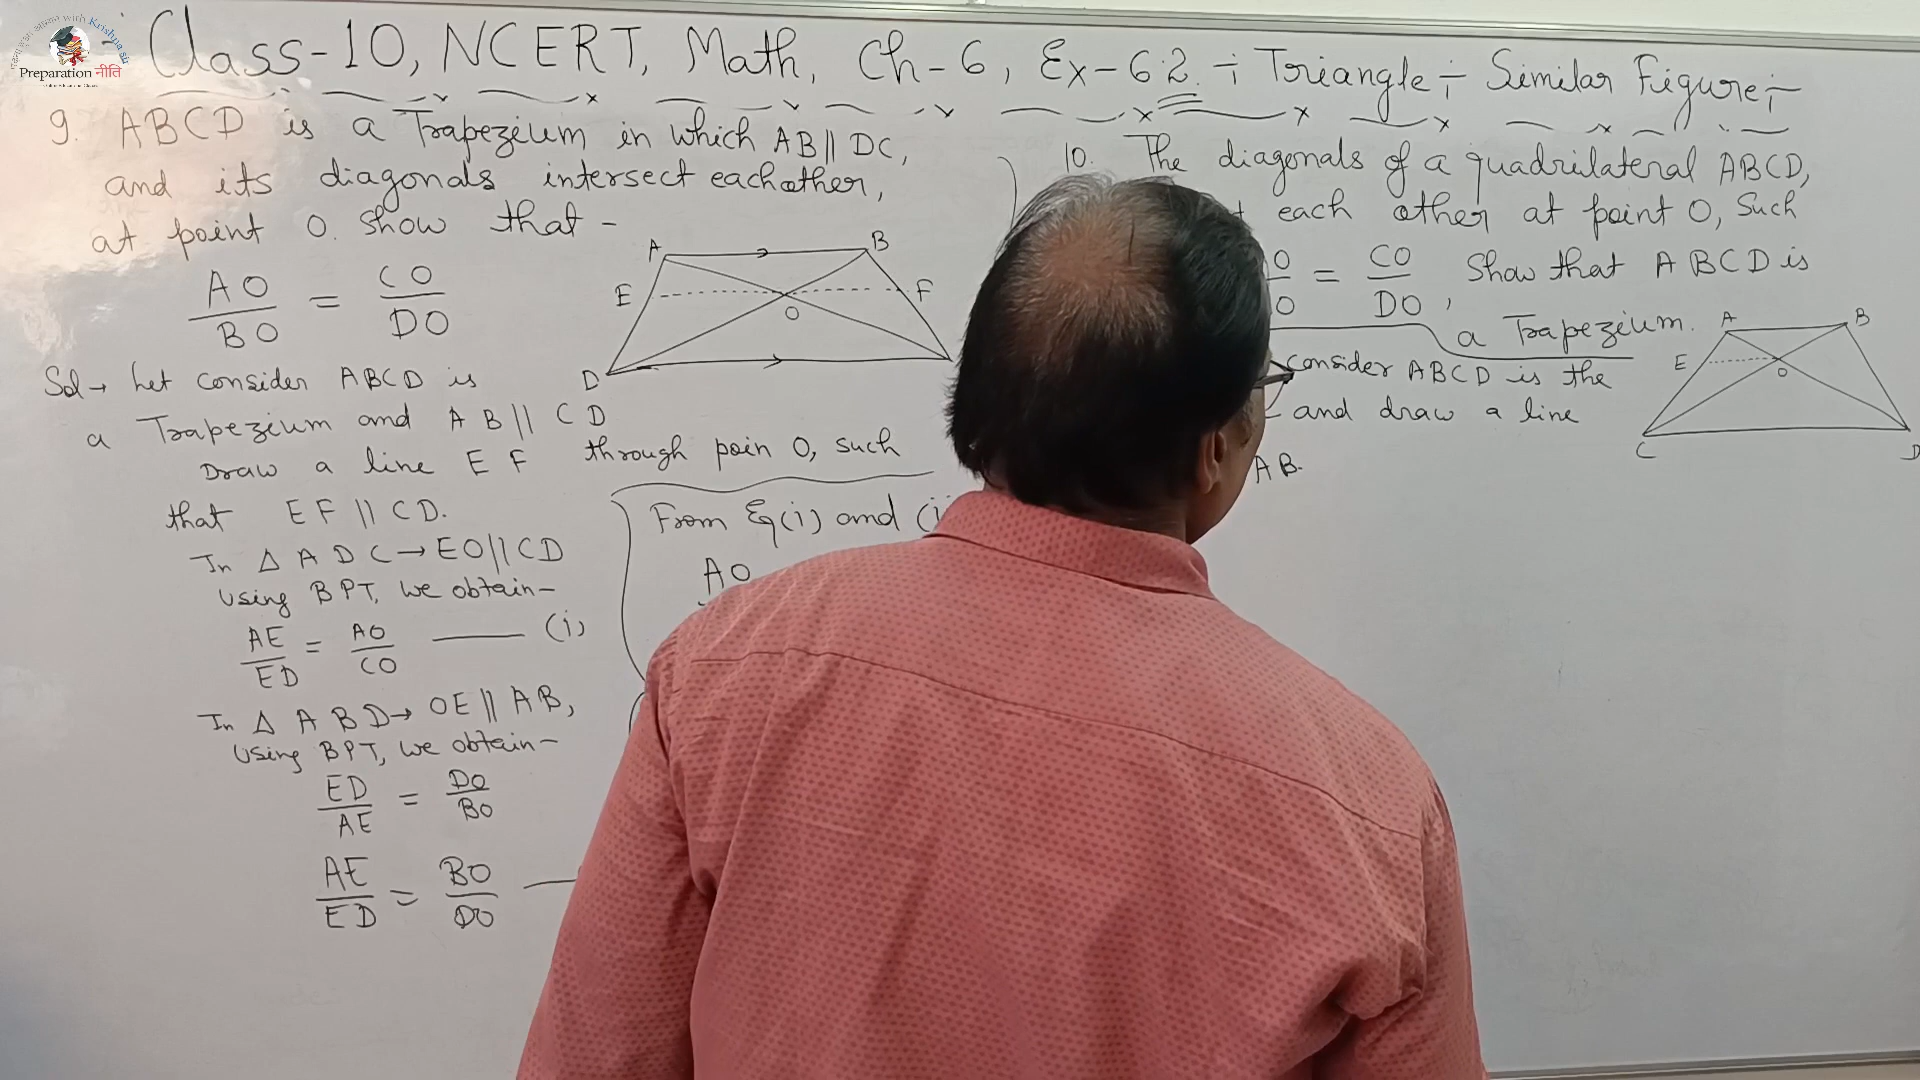 Preparation नीति
Class-10, NCERT, Math, Ch-6, Ex-6.2 ÷ Triangle ÷ Similar Figure ÷
9. ABCD is a Trapezium in which AB || DC,
and its diagonals intersect eachother,
at point O. Show that -
AO/BO = CO/DO
A B
E F
O
D
Sol → Let consider ABCD is
a Trapezium and AB || CD
Draw a line EF through poin O, such
that EF || CD.
In △ ADC → EO || CD
Using BPT, we obtain-
AE/ED = AO/CO —— (i)
In △ ABD → OE || AB,
Using BPT, we obtain-
ED/AE = DO/BO
AE/ED = BO/DO —
From Eq(i) and (i
AO
10. The diagonals of a quadrilateral ABCD,
each other at point O, Such
O/O = CO/DO, Show that ABCD is
a Trapezium.
A B
E
O
C D
consider ABCD is the
and draw a line
AB.